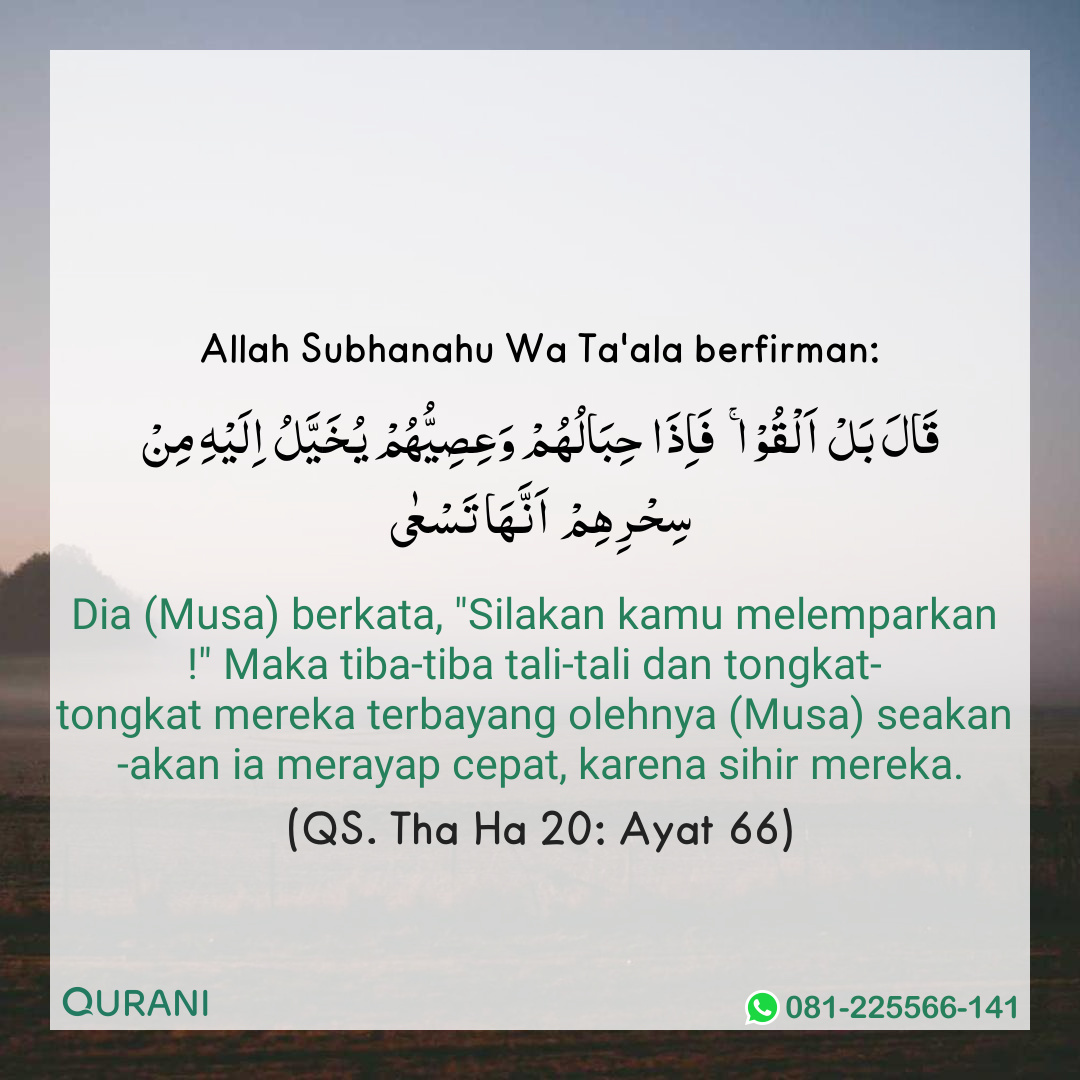 Allah Subhanahu Wa Ta'ala berfirman:
قَالَ بَلْ اَلْقُوْا ۚ فَاِذَا حِبَالُهُمْ وَعِصِيُّهُمْ يُخَيَّلُ اِلَيْهِ مِنْ
سِحْرِهِمْ اَنَّهَا تَسْعٰى
Dia (Musa) berkata, "Silakan kamu melemparkan
!" Maka tiba-tiba tali-tali dan tongkat-
tongkat mereka terbayang olehnya (Musa) seakan
-akan ia merayap cepat, karena sihir mereka.
(QS. Tha Ha 20: Ayat 66)
QURANI
081-225566-141